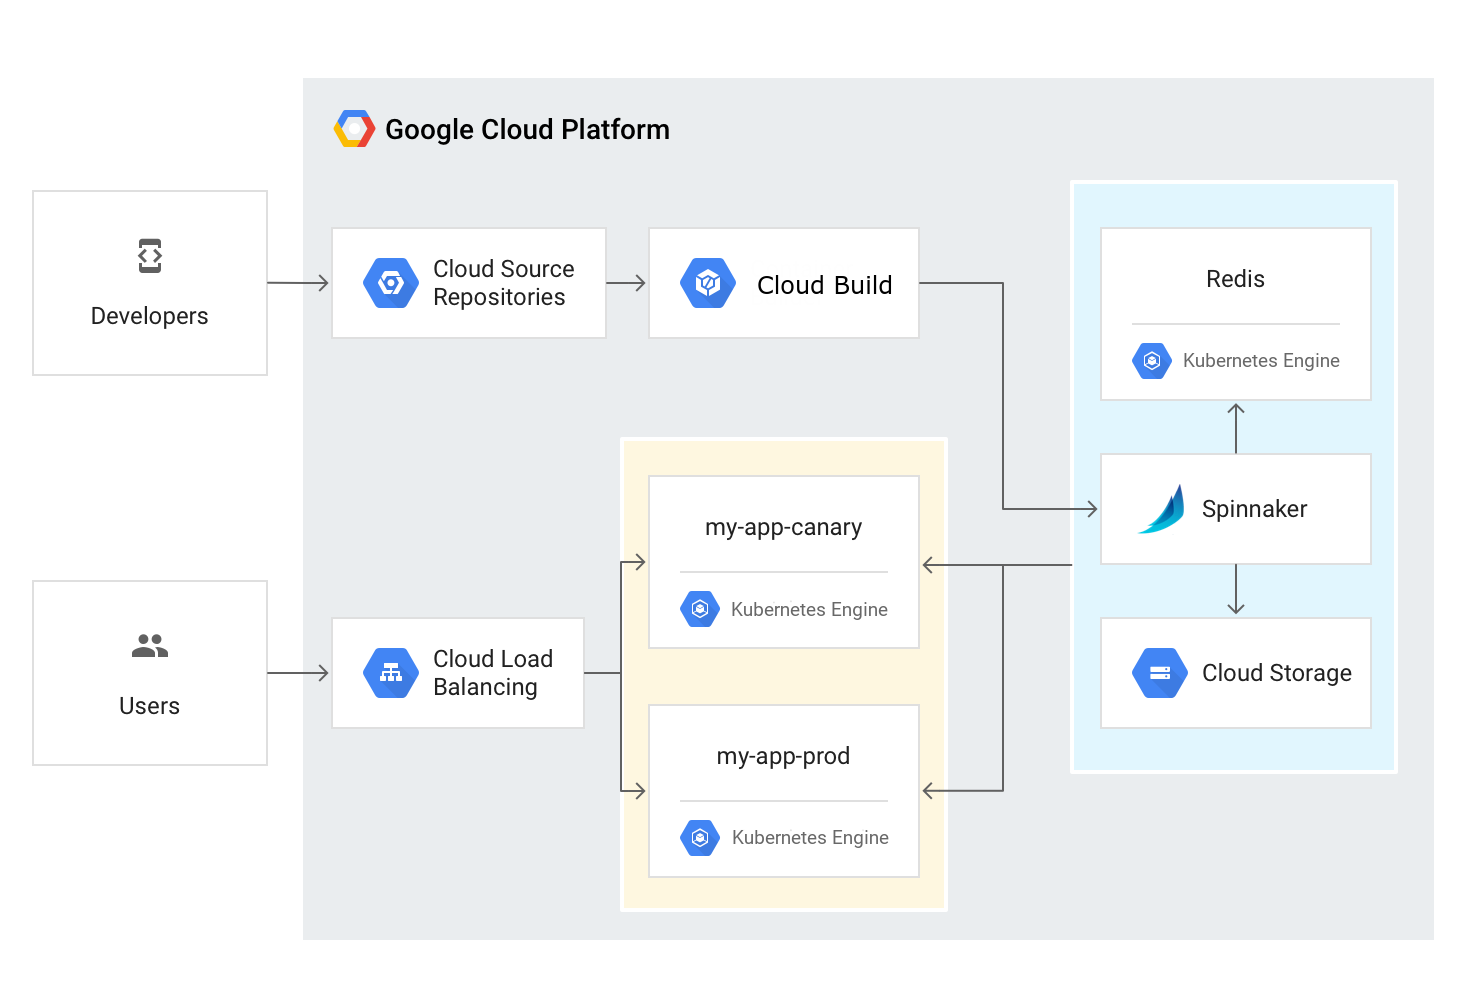 Google Cloud Platform
Developers
Cloud Source
Repositories
Cloud Build
Redis
Kubernetes Engine
Spinnaker
Cloud Storage
Users
Cloud Load
Balancing
my-app-canary
Kubernetes Engine
my-app-prod
Kubernetes Engine